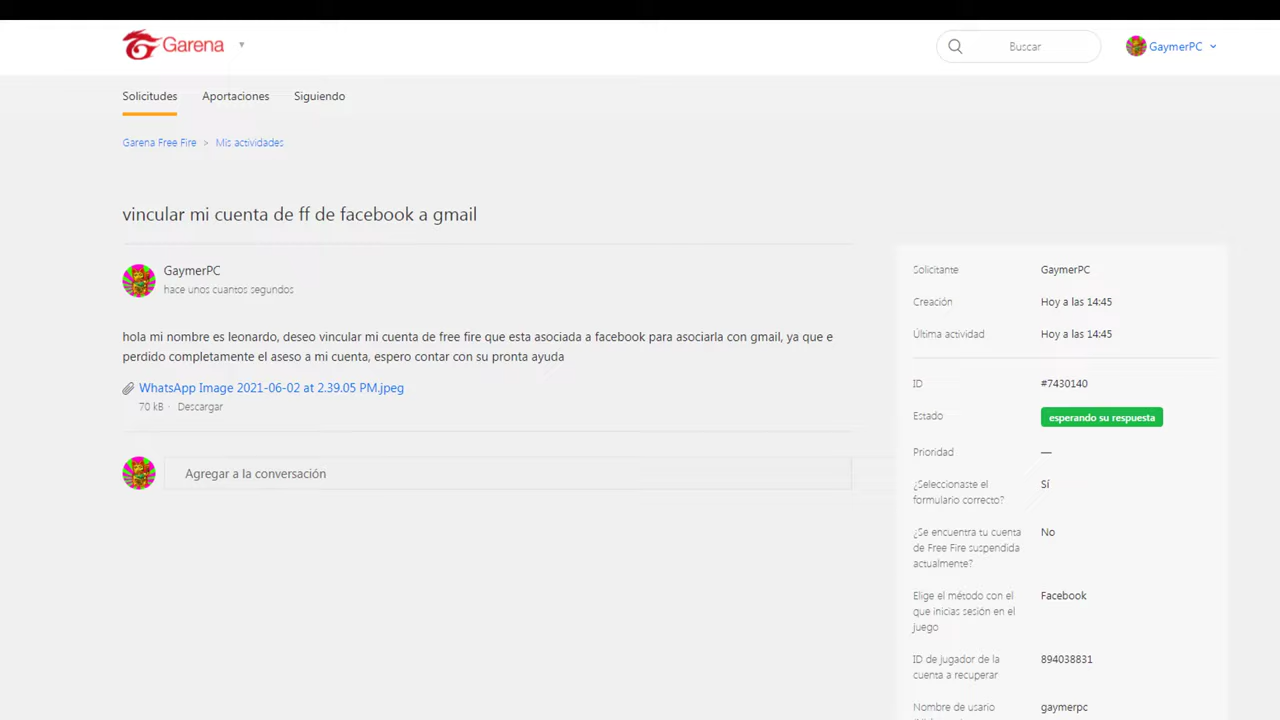 Garena
Buscar
GaymerPC
Solicitudes Aportaciones Siguiendo
Garena Free Fire > Mis actividades
vincular mi cuenta de ff de facebook a gmail
GaymerPC
hace unos cuantos segundos
hola mi nombre es leonardo, deseo vincular mi cuenta de free fire que esta asociada a facebook para asociarla con gmail, ya que e
perdido completamente el aseso a mi cuenta, espero contar con su pronta ayuda
WhatsApp Image 2021-06-02 at 2.39.05 PM.jpeg
70 kB · Descargar
Agregar a la conversación
Solicitante GaymerPC
Creación Hoy a las 14:45
Última actividad Hoy a las 14:45
ID #7430140
Estado esperando su respuesta
Prioridad —
¿Seleccionaste el Sí
formulario correcto?
¿Se encuentra tu cuenta No
de Free Fire suspendida
actualmente?
Elige el método con el Facebook
que inicias sesión en el
juego
ID de jugador de la 894038831
cuenta a recuperar
Nombre de usario gaymerpc